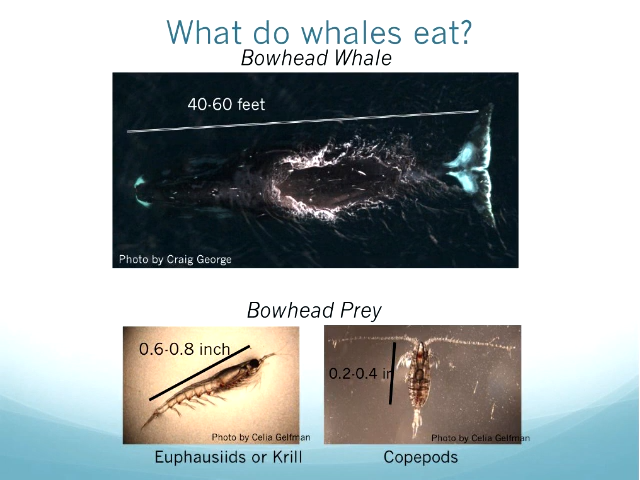 What do whales eat?
Bowhead Whale
40-60 feet
Photo by Craig George
Bowhead Prey
0.6-0.8 inch
0.2-0.4 in
Photo by Celia Gelfman
Photo by Celia Gelfman
Euphausiids or Krill
Copepods